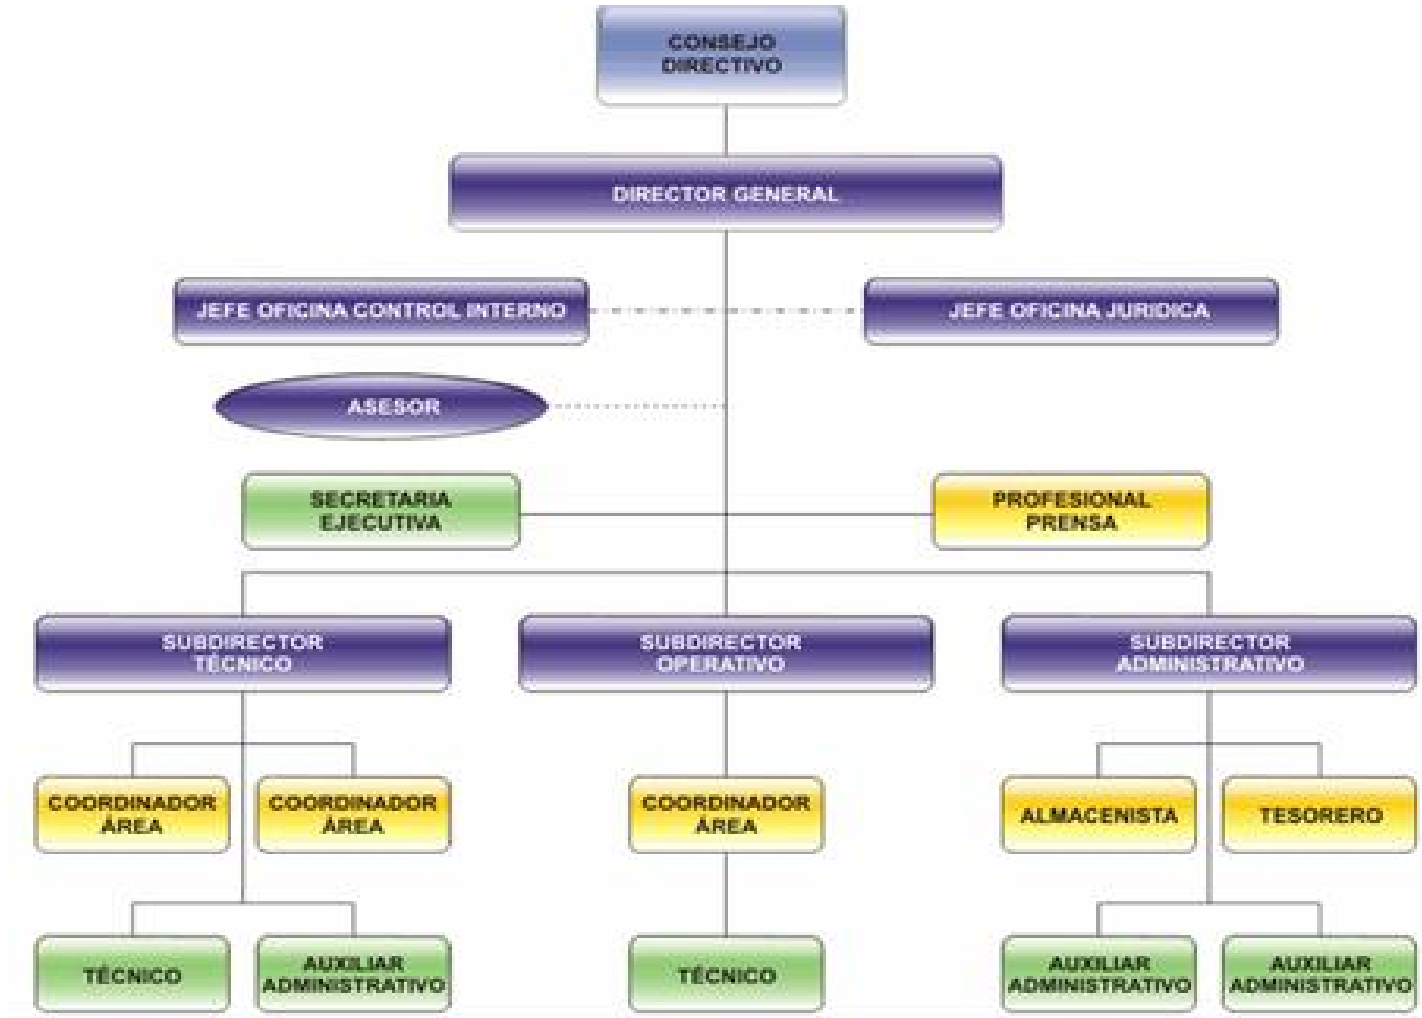 CONSEJO
DIRECTIVO
DIRECTOR GENERAL
JEFE OFICINA CONTROL INTERNO
JEFE OFICINA JURIDICA
ASESOR
SECRETARIA
EJECUTIVA
PROFESIONAL
PRENSA
SUBDIRECTOR
TÉCNICO
SUBDIRECTOR
OPERATIVO
SUBDIRECTOR
ADMINISTRATIVO
COORDINADOR
ÁREA
COORDINADOR
ÁREA
COORDINADOR
ÁREA
ALMACENISTA
TESORERO
TÉCNICO
AUXILIAR
ADMINISTRATIVO
TÉCNICO
AUXILIAR
ADMINISTRATIVO
AUXILIAR
ADMINISTRATIVO